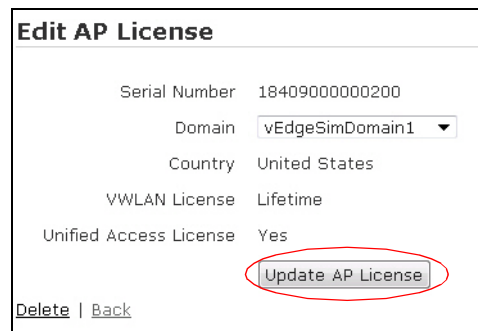 Edit AP License
Serial Number 18409000000200
Domain vEdgeSimDomain1
Country United States
VWLAN License Lifetime
Unified Access License Yes
Update AP License
Delete | Back